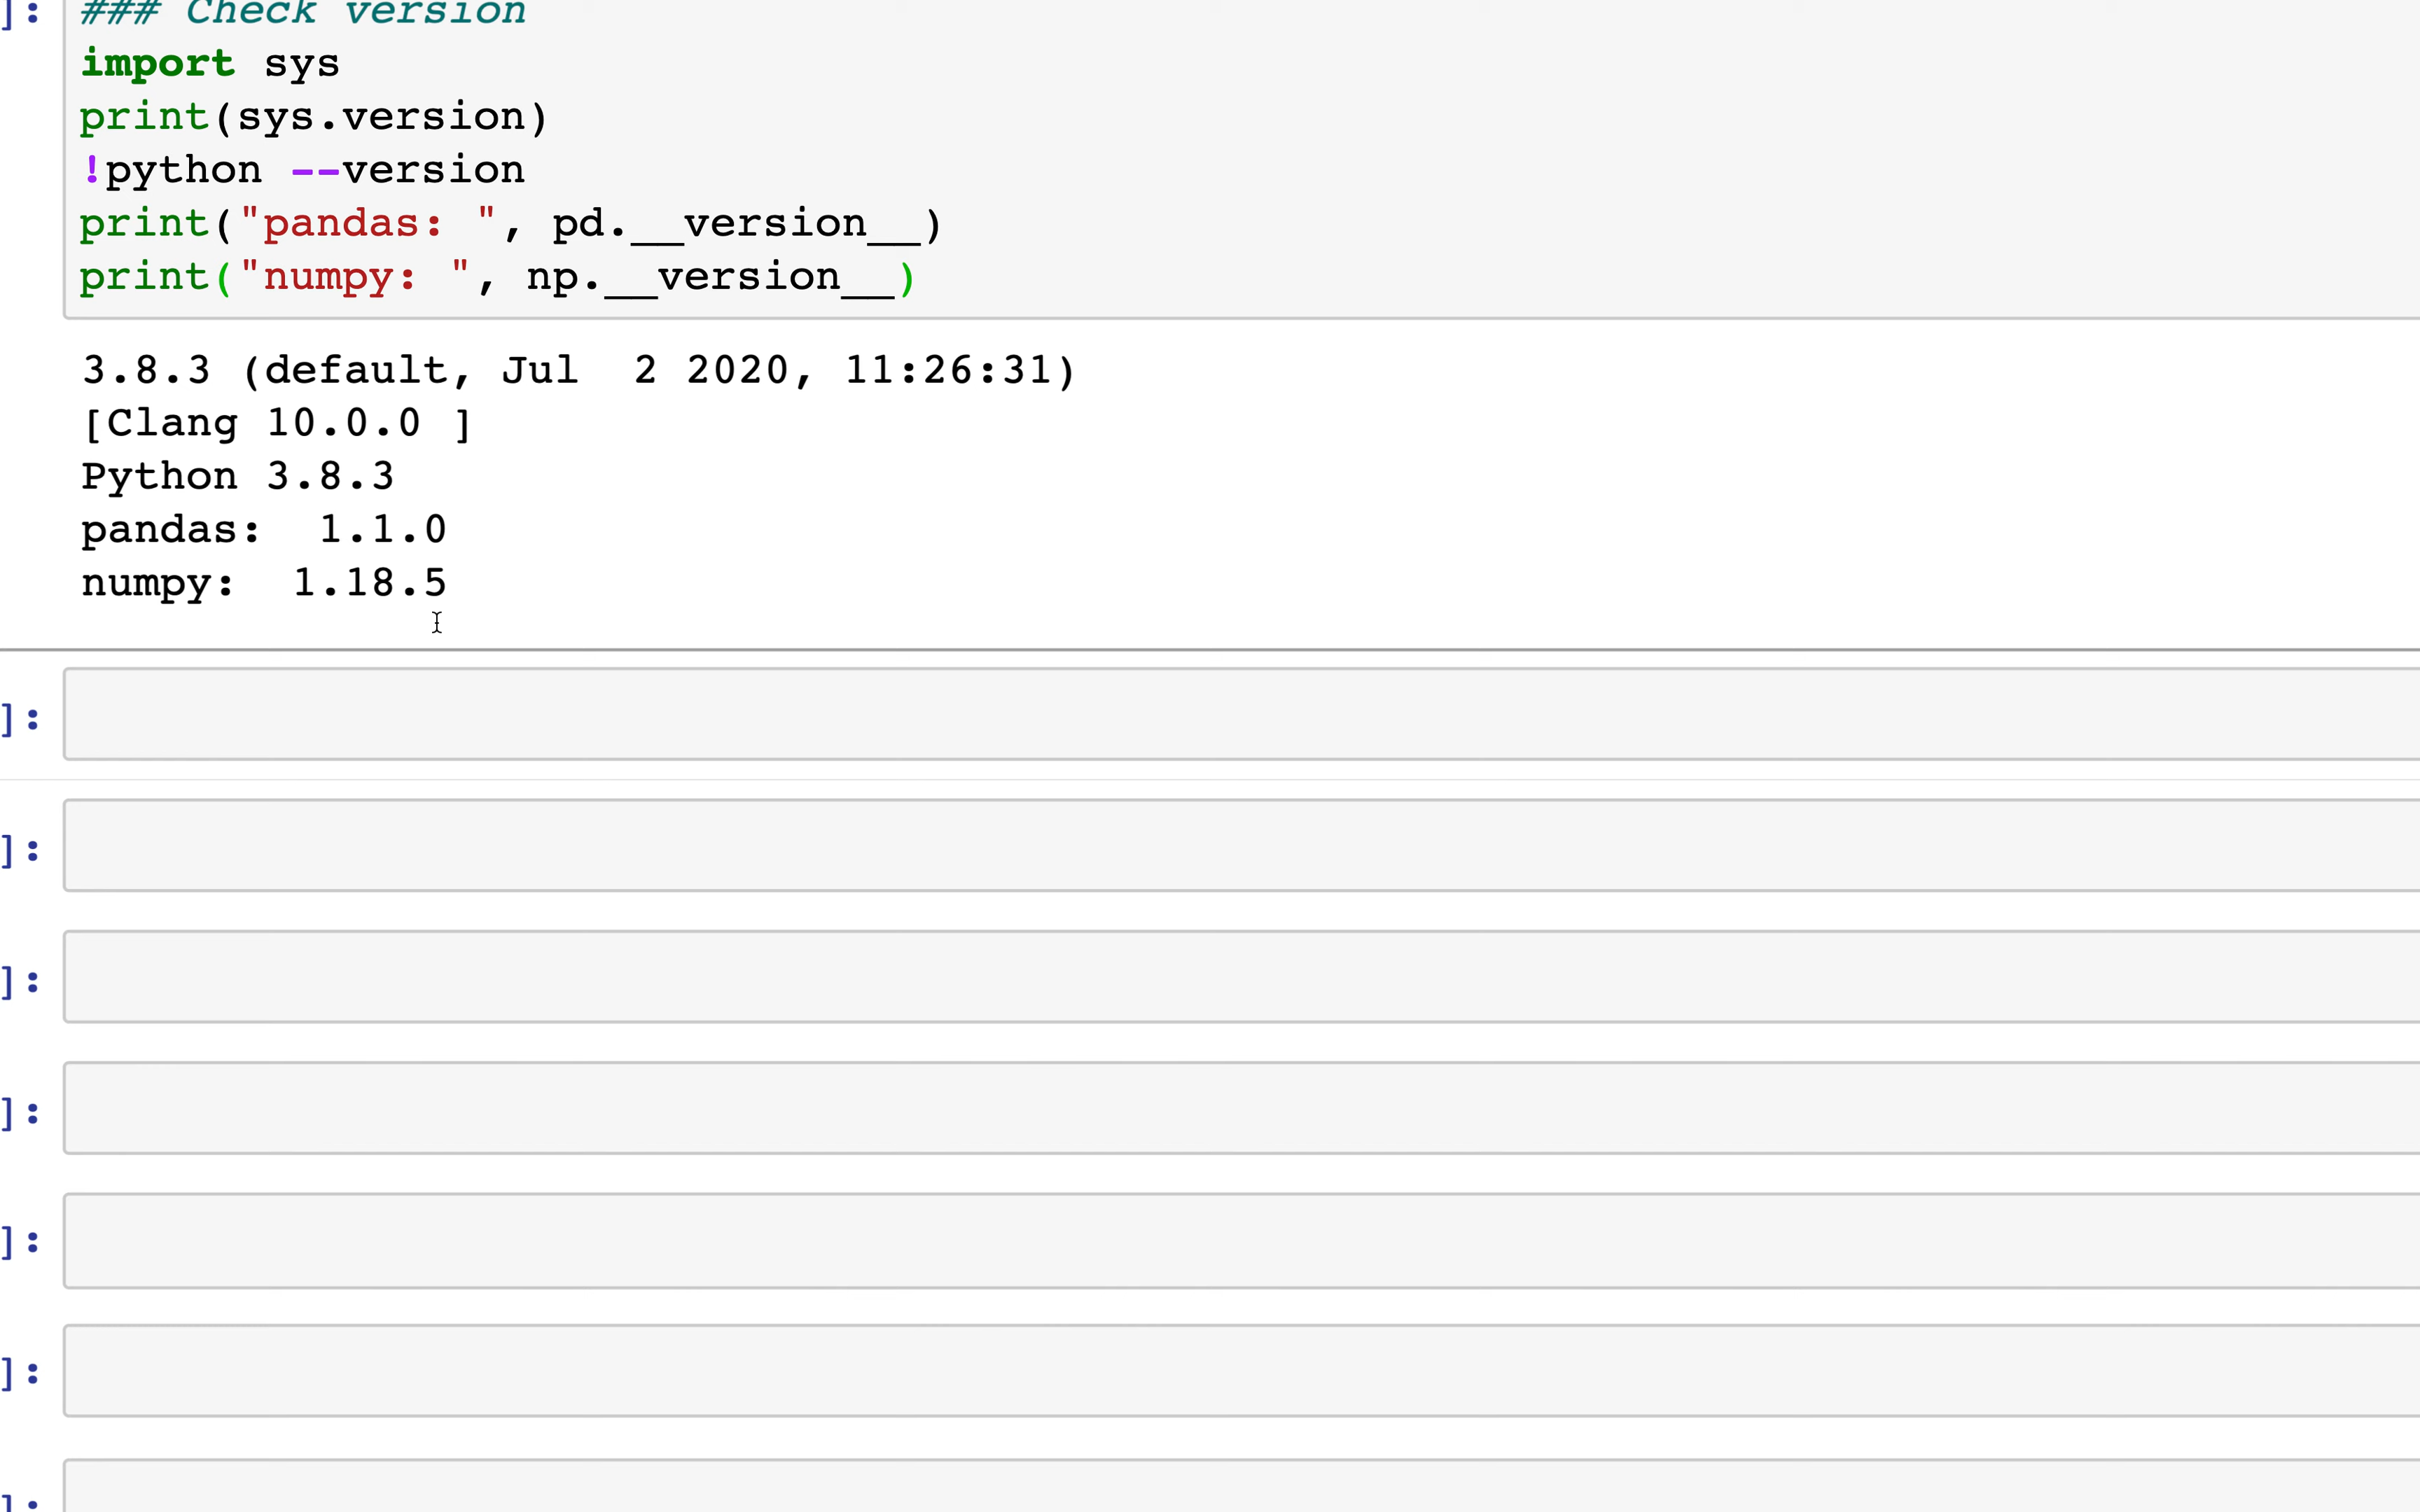 ]: ### Check version
import sys
print(sys.version)
!python --version
print("pandas: ", pd.__version__)
print("numpy: ", np.__version__)
3.8.3 (default, Jul  2 2020, 11:26:31)
[Clang 10.0.0 ]
Python 3.8.3
pandas:  1.1.0
numpy:  1.18.5
]:
]:
]:
]:
]:
]:
]: